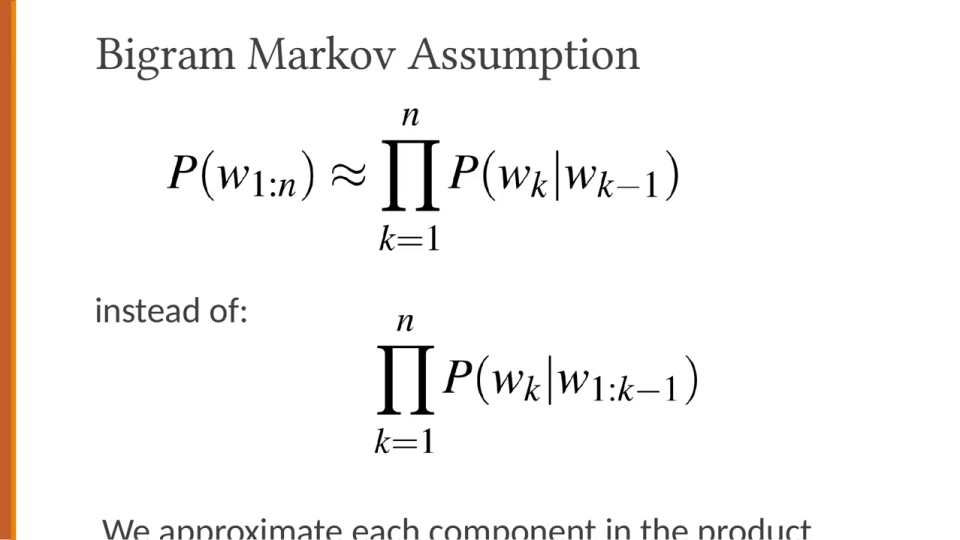 Bigram Markov Assumption
n
P(w₁:ₙ) ≈ ∏ P(wₖ|wₖ₋₁)
k=1
instead of:
n
∏ P(wₖ|w₁:ₖ₋₁)
k=1
We approximate each component in the product